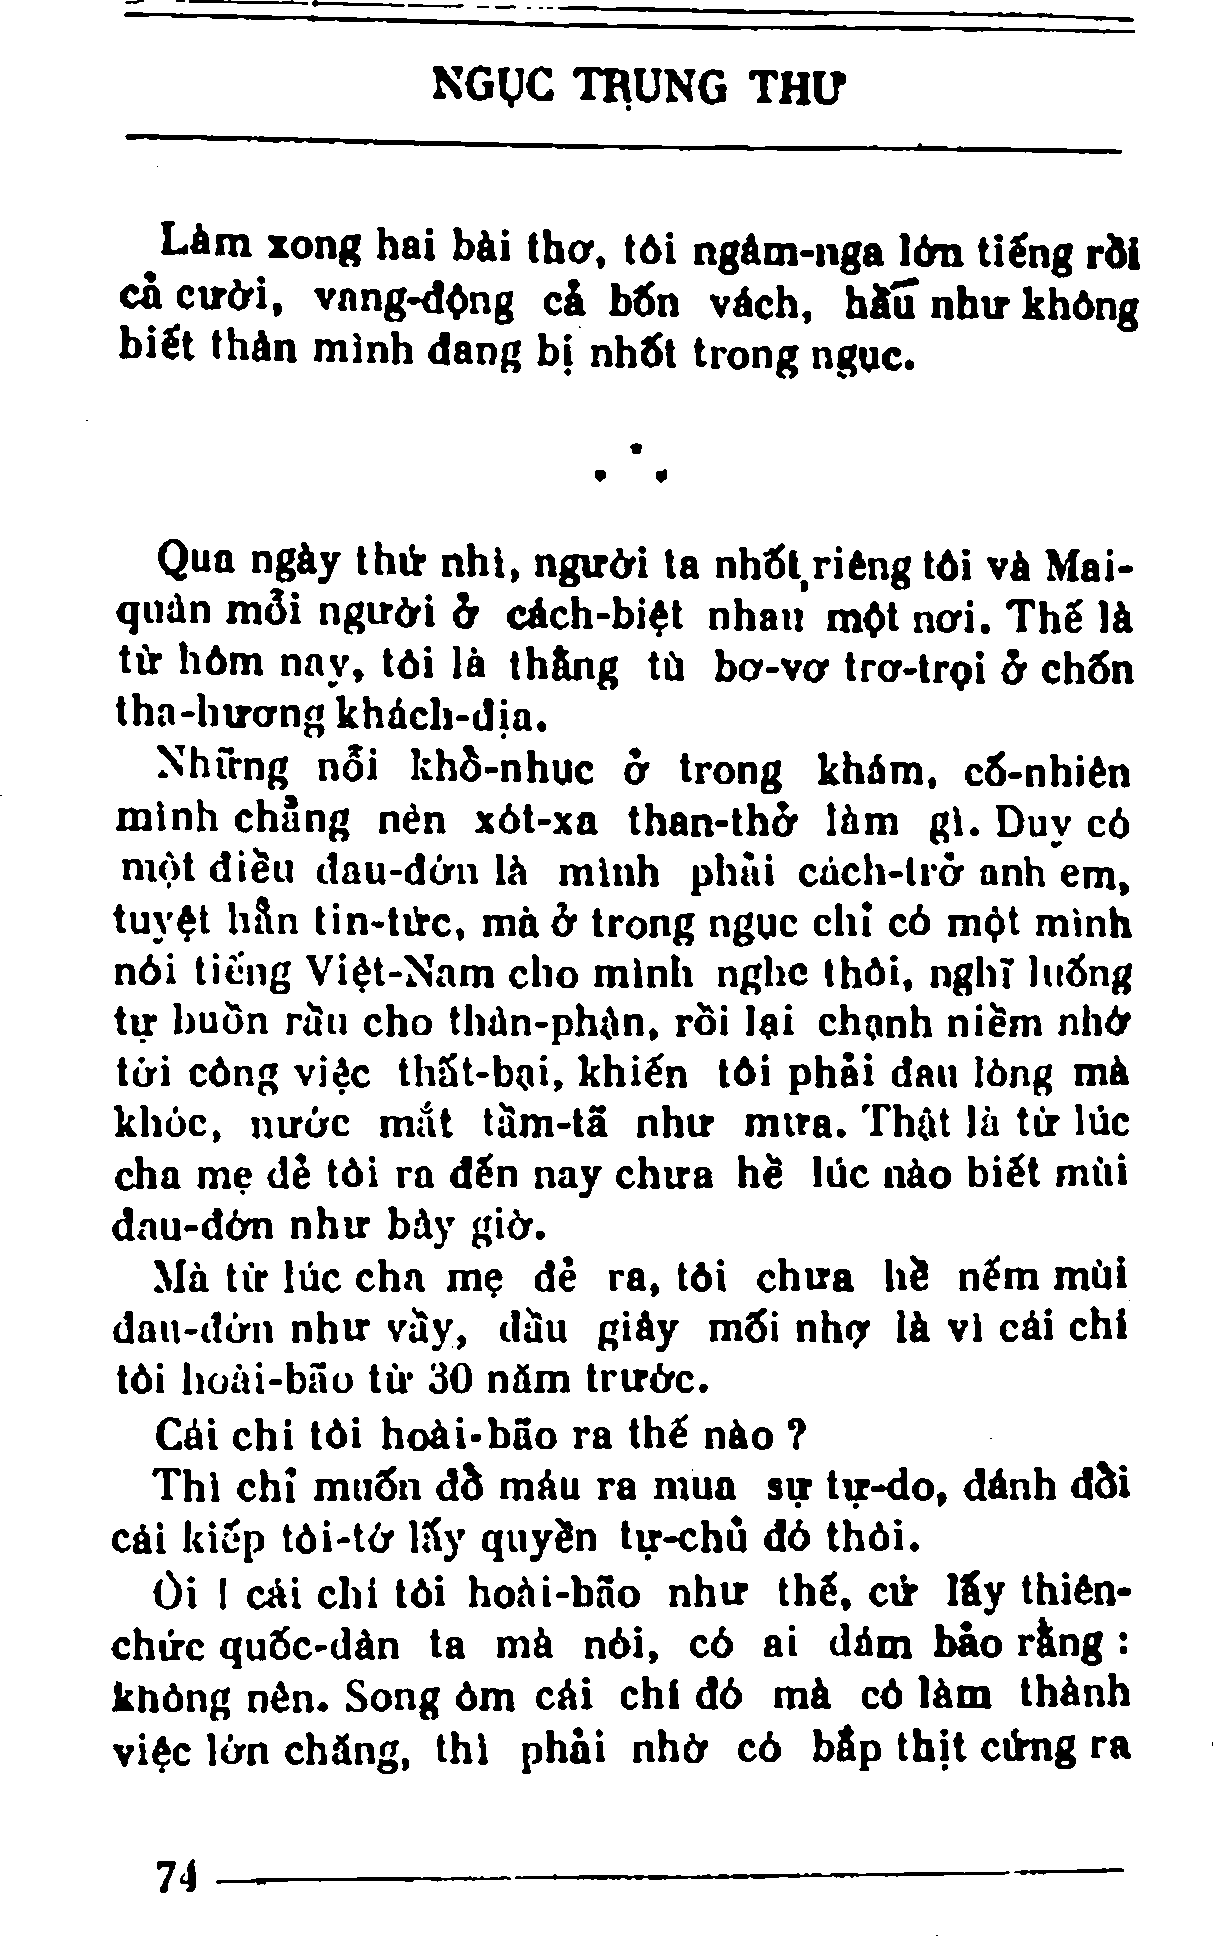 NGỤC TRUNG THƯ
Làm xong hai bài thơ, tôi ngâm-nga lớn tiếng rồi
cả cười, vang-động cả bốn vách, hầu như không
biết thân mình đang bị nhốt trong ngục.
Qua ngày thứ nhì, người ta nhốt riêng tôi và Mai-
quân mỗi người ở cách-biệt nhau một nơi. Thế là
từ hôm nay, tôi là thằng tù bơ-vơ trơ-trọi ở chốn
tha-hương khách-địa.
Những nỗi khổ-nhục ở trong khám, cố-nhiên
mình chẳng nên xót-xa than-thở làm gì. Duy có
một điều đau-đớn là mình phải cách-trở anh em,
tuyệt hẳn tin-tức, mà ở trong ngục chỉ có một mình
nói tiếng Việt-Nam cho mình nghe thôi, nghĩ luống
tự buồn rầu cho thân-phận, rồi lại chạnh niềm nhớ
tới công việc thất-bại, khiến tôi phải đau lòng mà
khóc, nước mắt tầm-tã như mưa. Thật là từ lúc
cha mẹ đẻ tôi ra đến nay chưa hề lúc nào biết mùi
đau-đớn như bây giờ.
Mà từ lúc cha mẹ đẻ ra, tôi chưa hề nếm mùi
đau-đớn như vầy, dầu giây mối nhợ là vì cái chí
tôi hoài-bão từ 30 năm trước.
Cái chí tôi hoài-bão ra thế nào ?
Thì chỉ muốn đổ máu ra mua sự tự-do, đánh đổi
cái kiếp tôi-tớ lấy quyền tự-chủ đó thôi.
Ôi ! cái chí tôi hoài-bão như thế, cứ lấy thiên-
chức quốc-dân ta mà nói, có ai dám bảo rằng :
không nên. Song ôm cái chí đó mà có làm thành
việc lớn chăng, thì phải nhờ có bắp thịt cứng ra
74